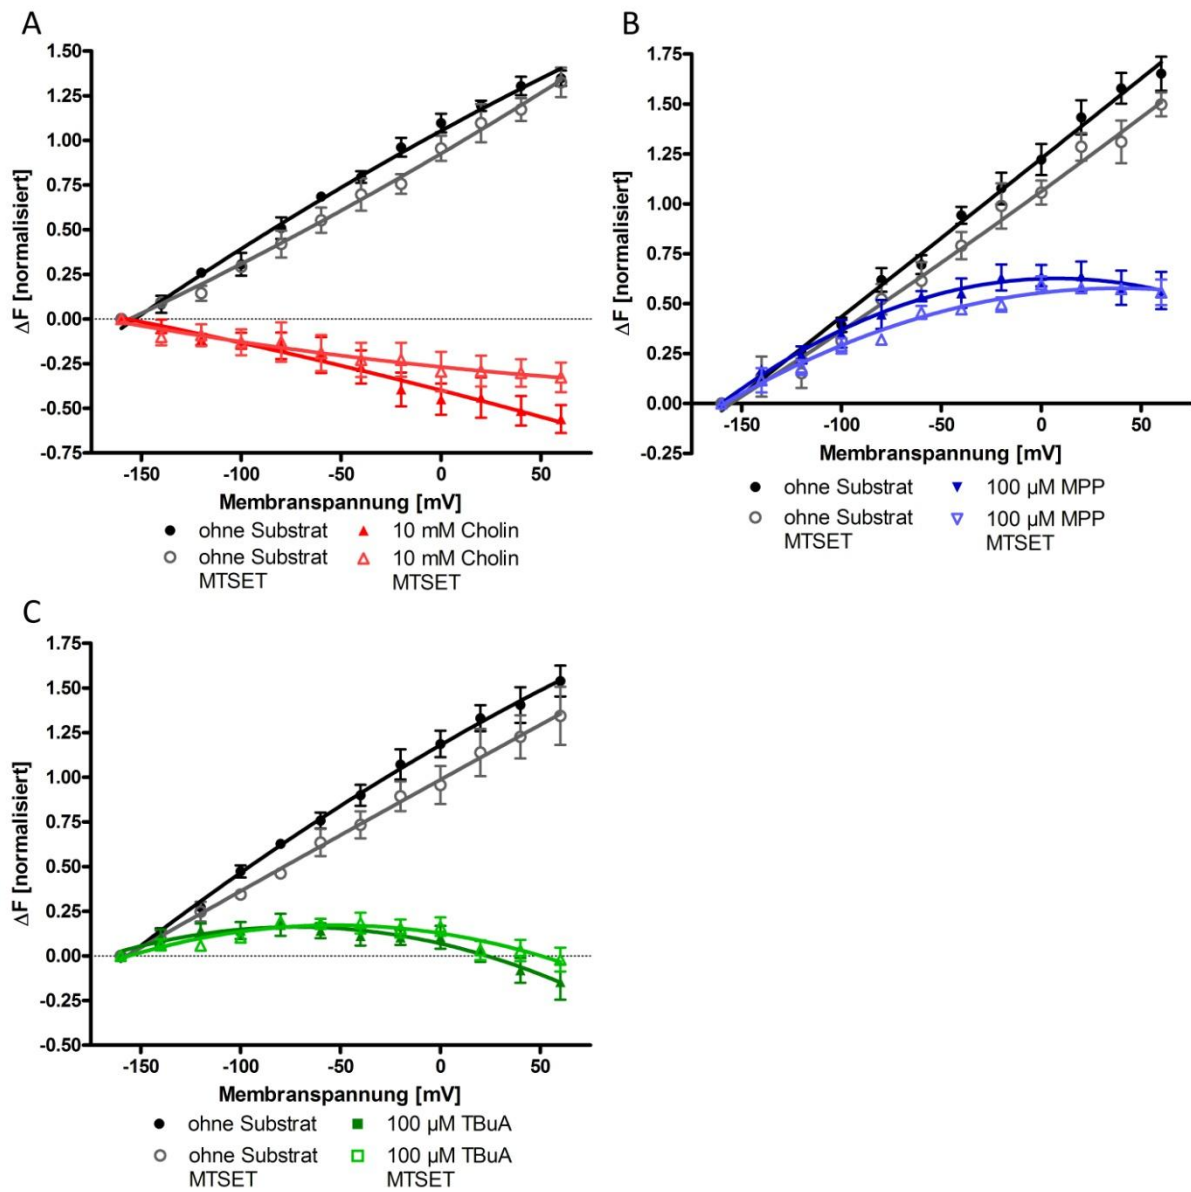 A
1.50
1.25
1.00
0.75
0.50
0.25
0.00
-0.25
-0.50
-0.75
ΔF [normalisiert]
-150 -100 -50 0 50
Membranspannung [mV]
ohne Substrat
10 mM Cholin
ohne Substrat
MTSET
10 mM Cholin
MTSET
B
1.75
1.50
1.25
1.00
0.75
0.50
0.25
0.00
-0.25
ΔF [normalisiert]
-150 -100 -50 0 50
Membranspannung [mV]
ohne Substrat
100 µM MPP
ohne Substrat
MTSET
100 µM MPP
MTSET
C
1.75
1.50
1.25
1.00
0.75
0.50
0.25
0.00
-0.25
-0.50
ΔF [normalisiert]
-150 -100 -50 0 50
Membranspannung [mV]
ohne Substrat
100 µM TBuA
ohne Substrat
MTSET
100 µM TBuA
MTSET